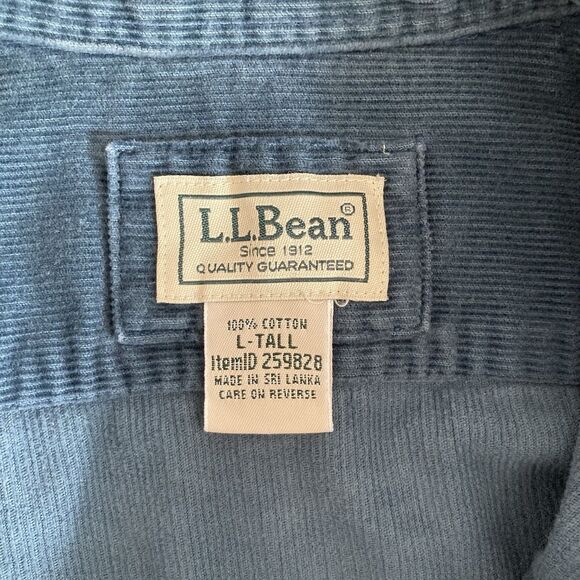 L.L.Bean®
Since 1912
QUALITY GUARANTEED
100% COTTON
L-TALL
ItemID 259828
MADE IN SRI LANKA
CARE ON REVERSE